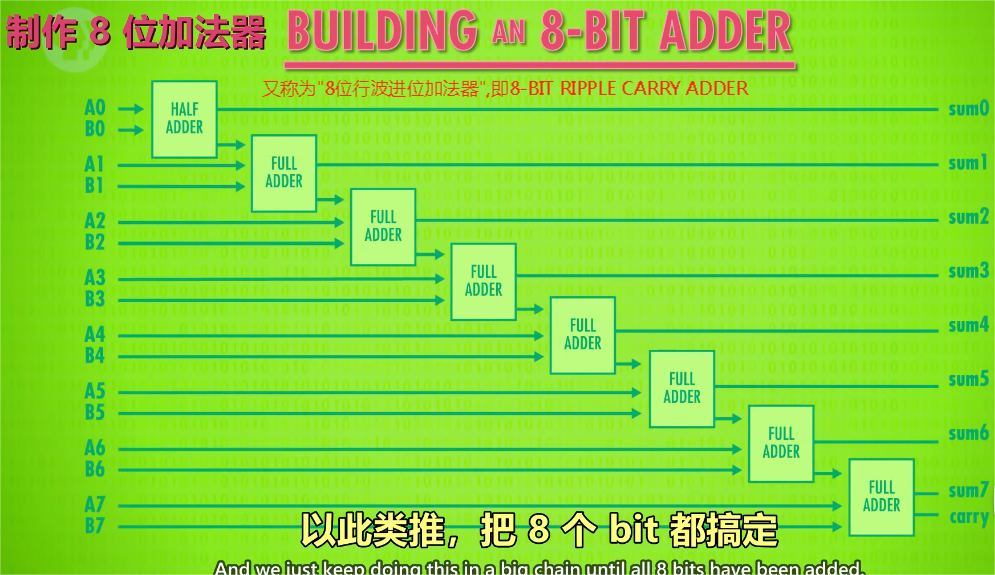 制作 8 位加法器 BUILDING AN 8-BIT ADDER
又称为"8位行波进位加法器",即8-BIT RIPPLE CARRY ADDER
A0
B0
HALF
ADDER
sum0
A1
B1
FULL
ADDER
sum1
A2
B2
FULL
ADDER
sum2
A3
B3
FULL
ADDER
sum3
A4
B4
FULL
ADDER
sum4
A5
B5
FULL
ADDER
sum5
A6
B6
FULL
ADDER
sum6
A7
B7
FULL
ADDER
sum7
carry
以此类推，把 8 个 bit 都搞定
And we just keep doing this in a big chain until all 8 bits have been added.